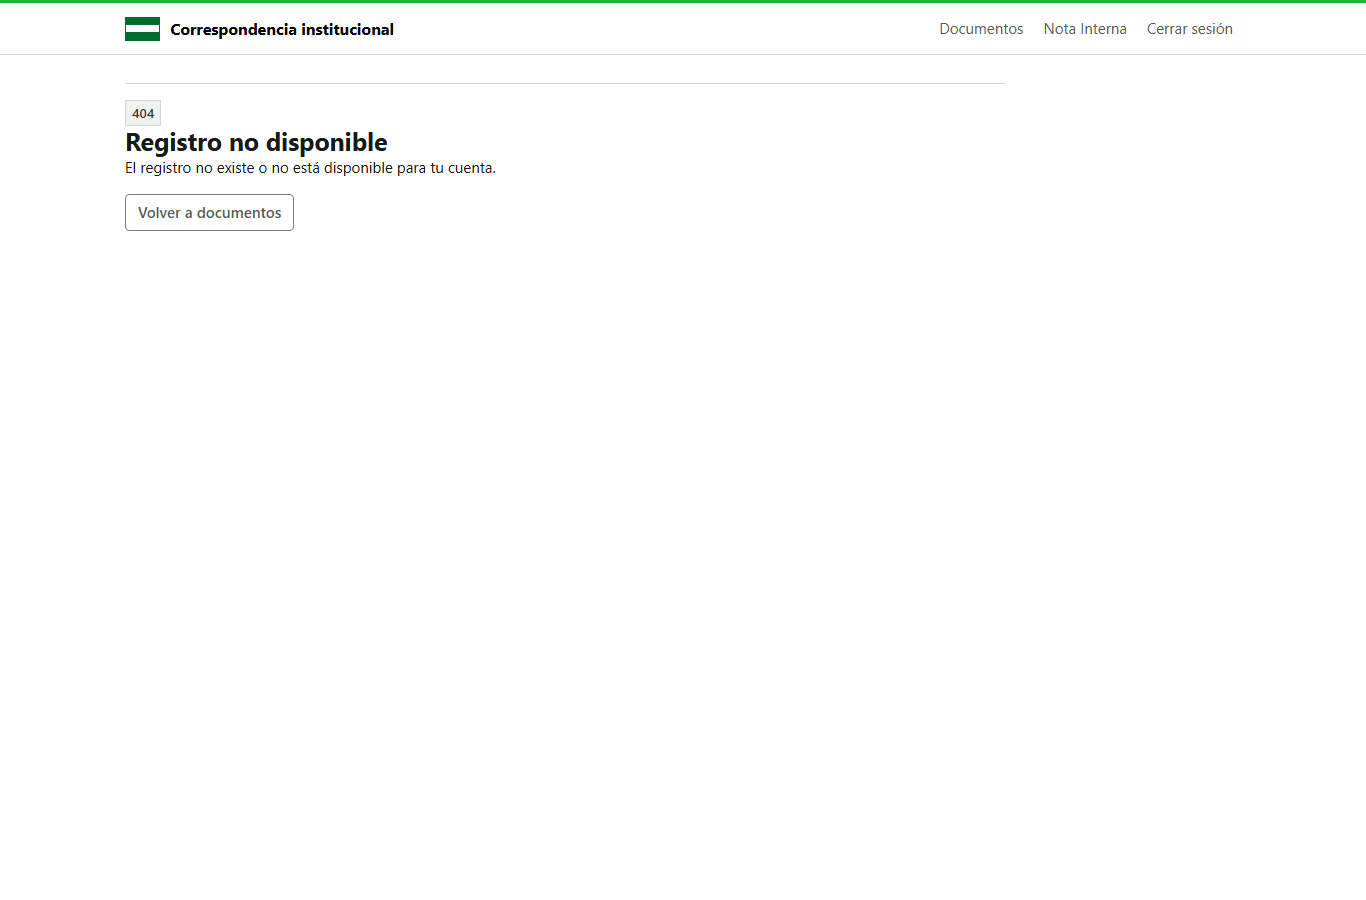 Correspondencia institucional
Documentos Nota Interna Cerrar sesión
404
Registro no disponible
El registro no existe o no está disponible para tu cuenta.
Volver a documentos